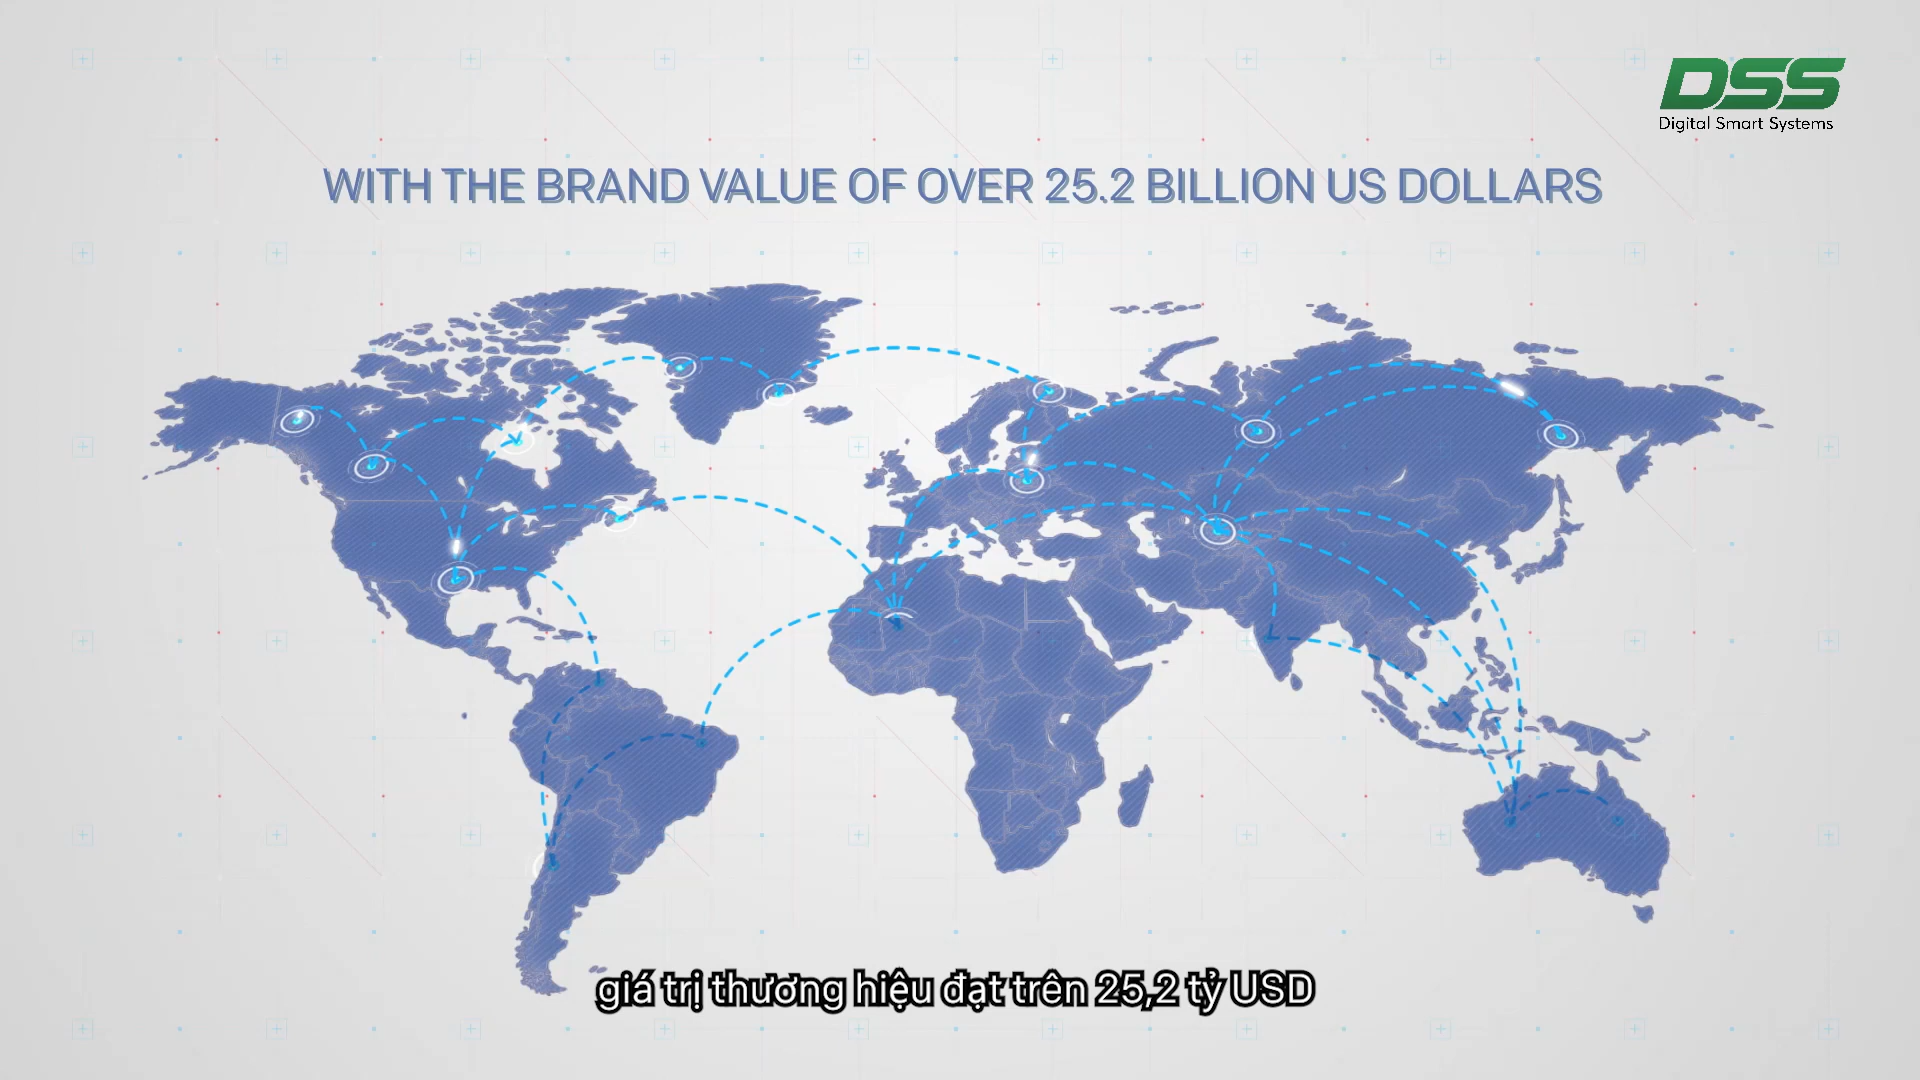 DSS
Digital Smart Systems
WITH THE BRAND VALUE OF OVER 25.2 BILLION US DOLLARS
giá trị thương hiệu đạt trên 25,2 tỷ USD